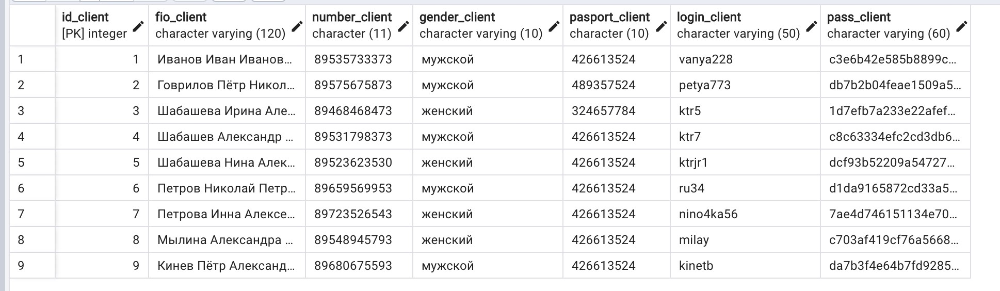 id_client fio_client number_client gender_client pasport_client login_client pass_client
[PK] integer character varying (120) character (11) character varying (10) character (10) character varying (50) character varying (60)
1 1 Иванов Иван Иванов... 89535733373 мужской 426613524 vanya228 c3e6b42e585b8899c...
2 2 Говрилов Пётр Никол... 89575675873 мужской 489357524 petya773 db7b2b04feae1509a5...
3 3 Шабашева Ирина Але... 89468468473 женский 324657784 ktr5 1d7efb7a233e22afef...
4 4 Шабашев Александр ... 89531798373 мужской 426613524 ktr7 c8c63334efc2cd3db6...
5 5 Шабашева Нина Алек... 89523623530 женский 426613524 ktrjr1 dcf93b52209a54727...
6 6 Петров Николай Петр... 89659569953 мужской 426613524 ru34 d1da9165872cd33a5...
7 7 Петрова Инна Алексе... 89723526543 женский 426613524 nino4ka56 7ae4d746151134e70...
8 8 Мылина Александра ... 89548945793 женский 426613524 milay c703af419cf76a5668...
9 9 Кинев Пётр Александ... 89680675593 мужской 426613524 kinetb da7b3f4e64b7fd9285...